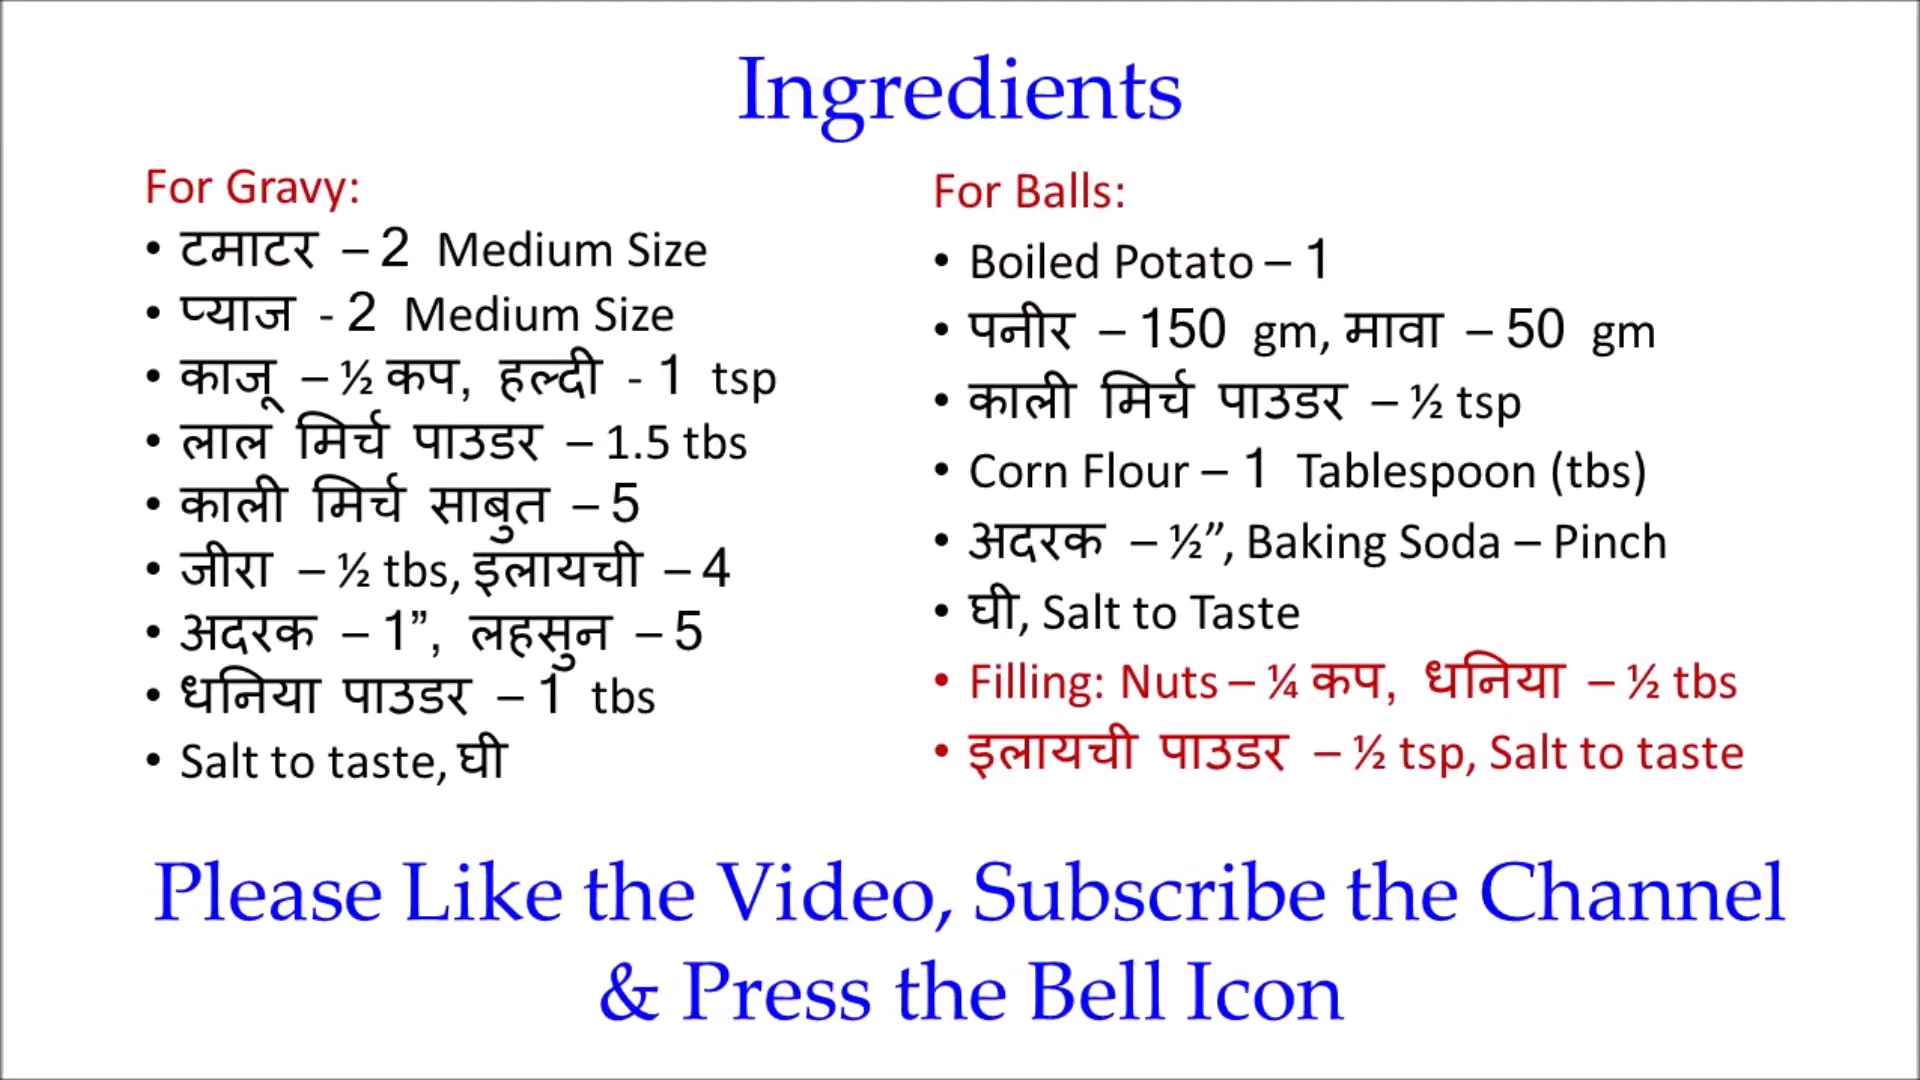 Ingredients
For Gravy:
• टमाटर – 2 Medium Size
• प्याज - 2 Medium Size
• काजू – ½ कप, हल्दी - 1 tsp
• लाल मिर्च पाउडर – 1.5 tbs
• काली मिर्च साबुत – 5
• जीरा – ½ tbs, इलायची – 4
• अदरक – 1”, लहसुन – 5
• धनिया पाउडर – 1 tbs
• Salt to taste, घी
For Balls:
• Boiled Potato – 1
• पनीर – 150 gm, मावा – 50 gm
• काली मिर्च पाउडर – ½ tsp
• Corn Flour – 1 Tablespoon (tbs)
• अदरक – ½”, Baking Soda – Pinch
• घी, Salt to Taste
• Filling: Nuts – ¼ कप, धनिया – ½ tbs
• इलायची पाउडर – ½ tsp, Salt to taste
Please Like the Video, Subscribe the Channel
& Press the Bell Icon